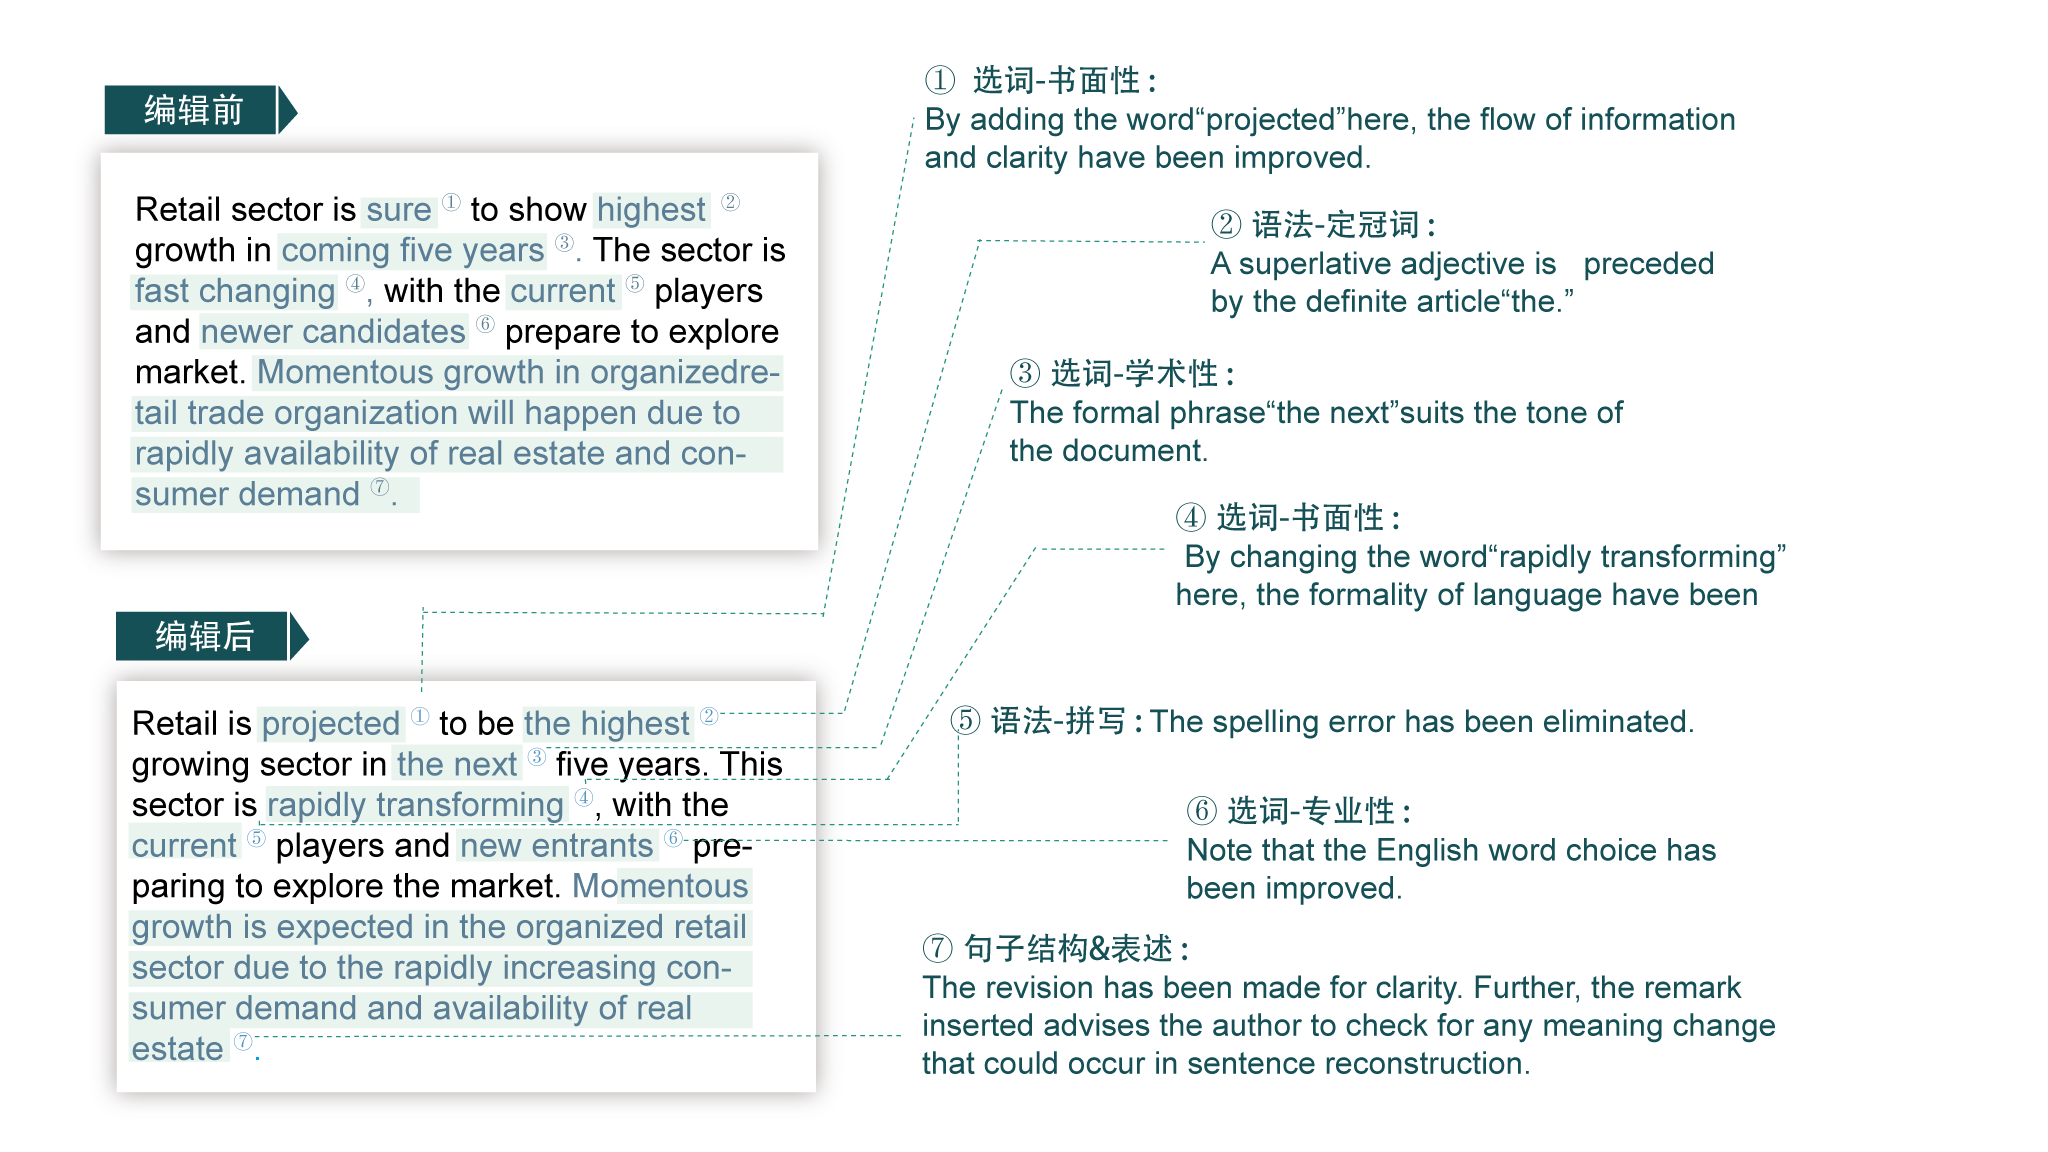 编辑前
Retail sector is sure ① to show highest ②
growth in coming five years ③. The sector is
fast changing ④, with the current ⑤ players
and newer candidates ⑥ prepare to explore
market. Momentous growth in organizedre-
tail trade organization will happen due to
rapidly availability of real estate and con-
sumer demand ⑦.
编辑后
Retail is projected ① to be the highest ②
growing sector in the next ③ five years. This
sector is rapidly transforming ④, with the
current ⑤ players and new entrants ⑥ pre-
paring to explore the market. Momentous
growth is expected in the organized retail
sector due to the rapidly increasing con-
sumer demand and availability of real
estate ⑦.
① 选词-书面性：
By adding the word“projected”here, the flow of information
and clarity have been improved.
② 语法-定冠词：
A superlative adjective is preceded
by the definite article“the.”
③ 选词-学术性：
The formal phrase“the next”suits the tone of
the document.
④ 选词-书面性：
By changing the word“rapidly transforming”
here, the formality of language have been
⑤ 语法-拼写：The spelling error has been eliminated.
⑥ 选词-专业性：
Note that the English word choice has
been improved.
⑦ 句子结构&表述：
The revision has been made for clarity. Further, the remark
inserted advises the author to check for any meaning change
that could occur in sentence reconstruction.